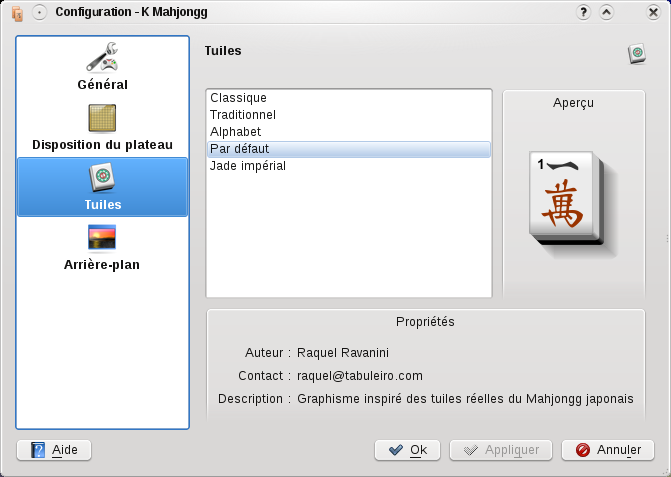 Configuration - K Mahjongg
Général
Disposition du plateau
Tuiles
Arrière-plan
Tuiles
Classique
Traditionnel
Alphabet
Par défaut
Jade impérial
Aperçu
1 一
萬
Propriétés
Auteur : Raquel Ravanini
Contact : raquel@tabuleiro.com
Description : Graphisme inspiré des tuiles réelles du Mahjongg japonais
Aide
Ok
Appliquer
Annuler